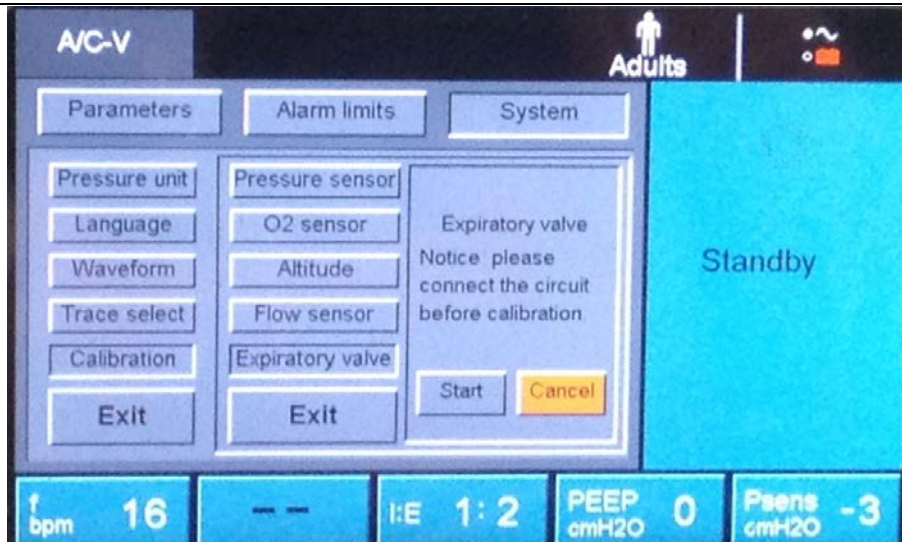 A/C-V
Adults
Parameters
Alarm limits
System
Pressure unit
Language
Waveform
Trace select
Calibration
Exit
Pressure sensor
O2 sensor
Altitude
Flow sensor
Expiratory valve
Exit
Expiratory valve
Notice please
connect the circuit
before calibration
Start
Cancel
Standby
f
bpm 16
-- --
I:E 1:2
PEEP
cmH2O 0
Psens
cmH2O -3